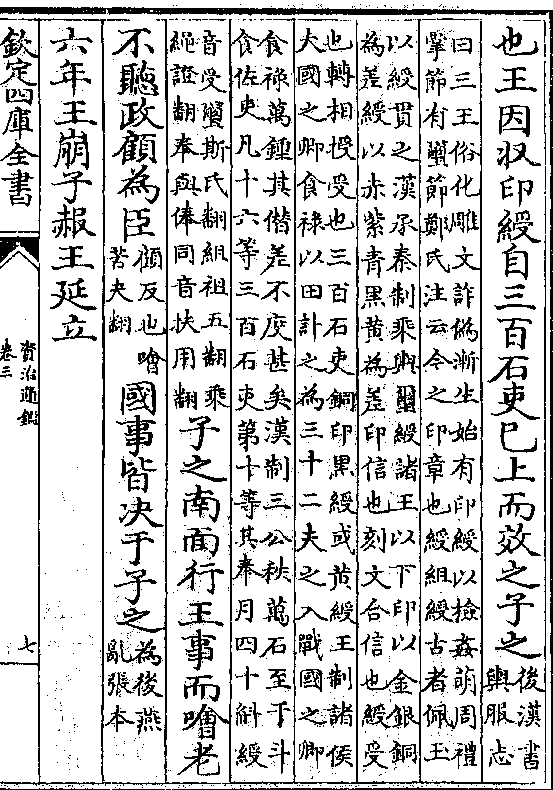 也王因収印綬自三百石吏已上而效之子之後漢書
輿服志
曰三王俗化雕文詐偽漸生始有印綬以檢姦萌周禮
掌節有璽節鄭氏注云今之印章也綬組綬古者佩玉
以綬貫之漢承秦制乘輿璽綬諸王以下印以金銀銅
為差綬以赤紫青黑黄為差印信也刻文合信也綬受
也轉相授受也三百石吏銅印黑綬或黄綬王制諸侯
大國之卿食祿以田計之為三十二夫之入戰國之卿
食祿萬鍾其僭差不度甚矣漢制三公秩萬石至于斗
食佐史凡十六等三百石吏第十等其奉月四十斛綬
音受璽斯氏翻組祖五翻乘
繩證翻奉與俸同音扶用翻
子之南面行王事而噲老
不聽政顧為臣
顧反也噲
苦夬翻
國事皆决于子之
為後燕
亂張本
六年王崩子赧王延立
欽定四庫全書
資治通鑑
卷三
七